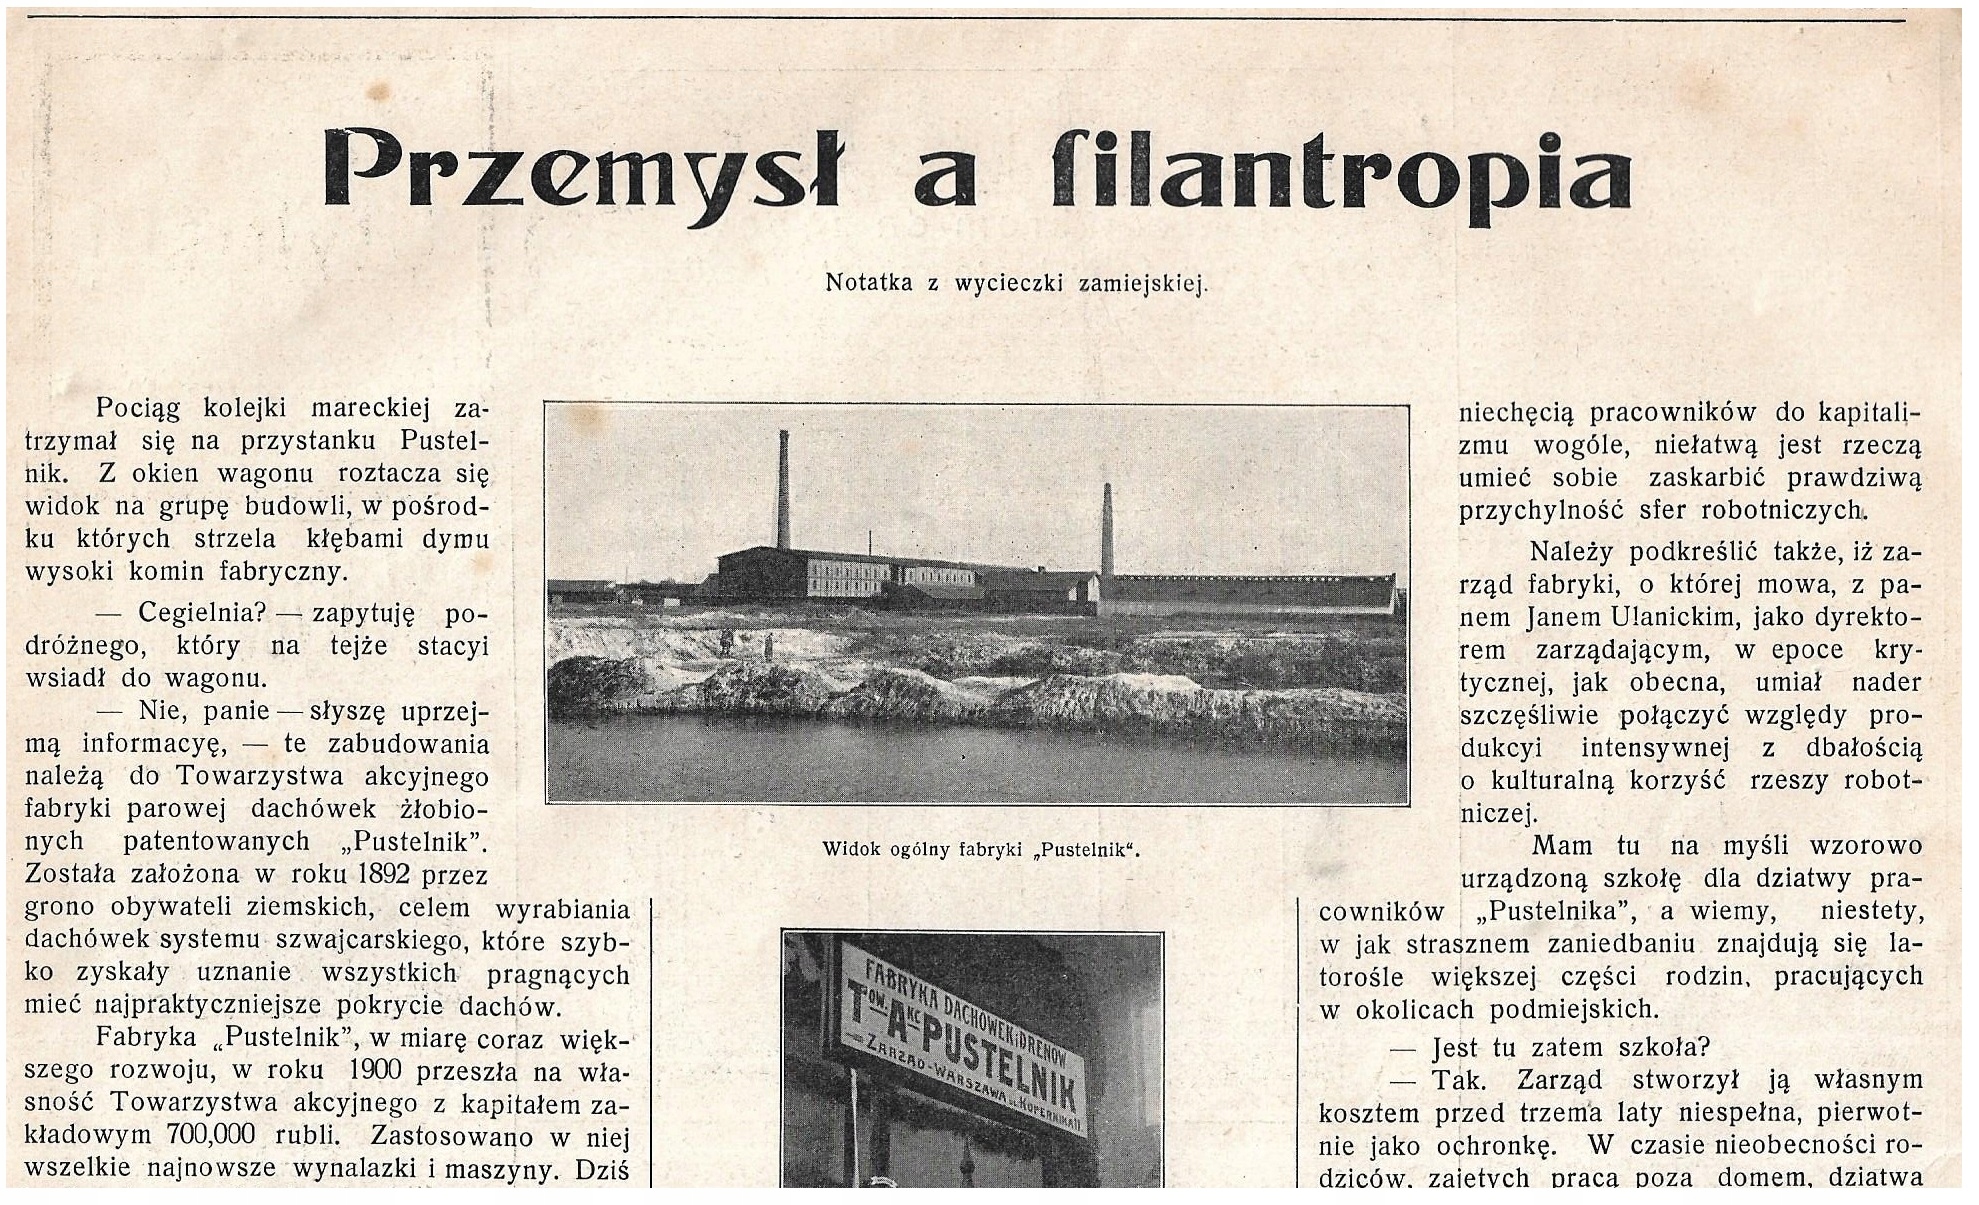 Przemysł a filantropia
Notatka z wycieczki zamiejskiej.
Pociąg kolejki mareckiej za-
trzymał się na przystanku Pustel-
nik. Z okien wagonu roztacza się
widok na grupę budowli, w pośrod-
ku których strzela kłębami dymu
wysoki komin fabryczny.
— Cegielnia? — zapytuję po-
dróżnego, który na tejże stacyi
wsiadł do wagonu.
— Nie, panie — słyszę uprzej-
mą informacyę, — te zabudowania
należą do Towarzystwa akcyjnego
fabryki parowej dachówek żłobio-
nych patentowanych „Pustelnik”.
Została założona w roku 1892 przez
grono obywateli ziemskich, celem wyrabiania
dachówek systemu szwajcarskiego, które szyb-
ko zyskały uznanie wszystkich pragnących
mieć najpraktyczniejsze pokrycie dachów.
Fabryka „Pustelnik”, w miarę coraz więk-
szego rozwoju, w roku 1900 przeszła na wła-
sność Towarzystwa akcyjnego z kapitałem za-
kładowym 700,000 rubli. Zastosowano w niej
wszelkie najnowsze wynalazki i maszyny. Dziś
Widok ogólny fabryki „Pustelnik“.
FABRYKA DACHÓWEK i DRENÓW
TOW. AKC. PUSTELNIK
ZARZĄD-WARSZAWA ul. KOPERNIKA 11.
niechęcią pracowników do kapitali-
zmu wogóle, niełatwą jest rzeczą
umieć sobie zaskarbić prawdziwą
przychylność sfer robotniczych.
Należy podkreślić także, iż za-
rząd fabryki, o której mowa, z pa-
nem Janem Ulanickim, jako dyrekto-
rem zarządającym, w epoce kry-
tycznej, jak obecna, umiał nader
szczęśliwie połączyć względy pro-
dukcyi intensywnej z dbałością
o kulturalną korzyść rzeszy robot-
niczej.
Mam tu na myśli wzorowo
urządzoną szkołę dla dziatwy pra-
cowników „Pustelnika”, a wiemy, niestety,
w jak strasznem zaniedbaniu znajdują się la-
torośle większej części rodzin, pracujących
w okolicach podmiejskich.
— Jest tu zatem szkoła?
— Tak. Zarząd stworzył ją własnym
kosztem przed trzema laty niespełna, pierwot-
nie jako ochronkę. W czasie nieobecności ro-
dziców, zajętych pracą poza domem, dziatwa